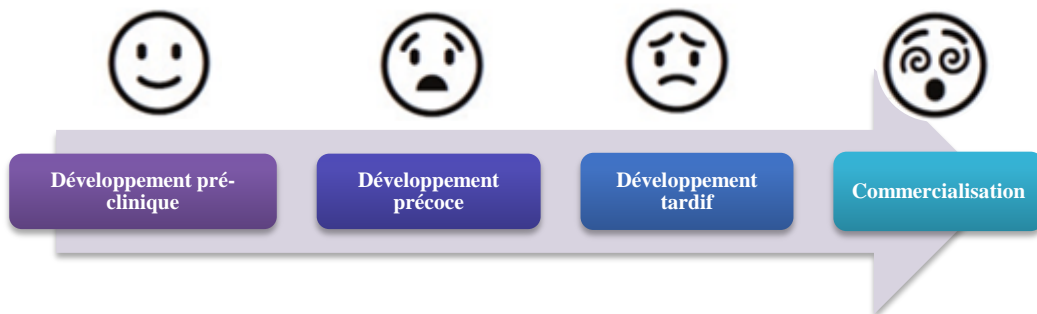 Développement pré-
clinique
Développement
précoce
Développement
tardif
Commercialisation